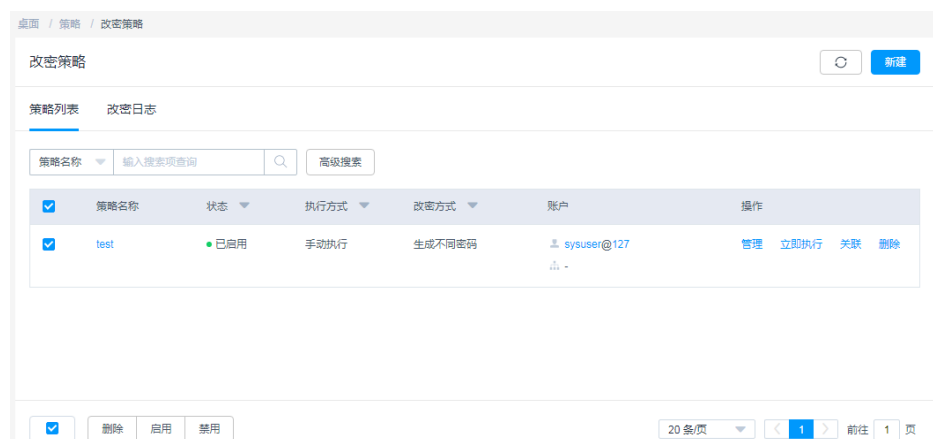 桌面 / 策略 / 改密策略
改密策略 新建
策略列表 改密日志
策略名称 输入搜索项查询 高级搜索
策略名称 状态 执行方式 改密方式 账户 操作
test 已启用 手动执行 生成不同密码 sysuser@127 管理 立即执行 关联 删除
-
删除 启用 禁用 20 条/页 1 前往 1 页